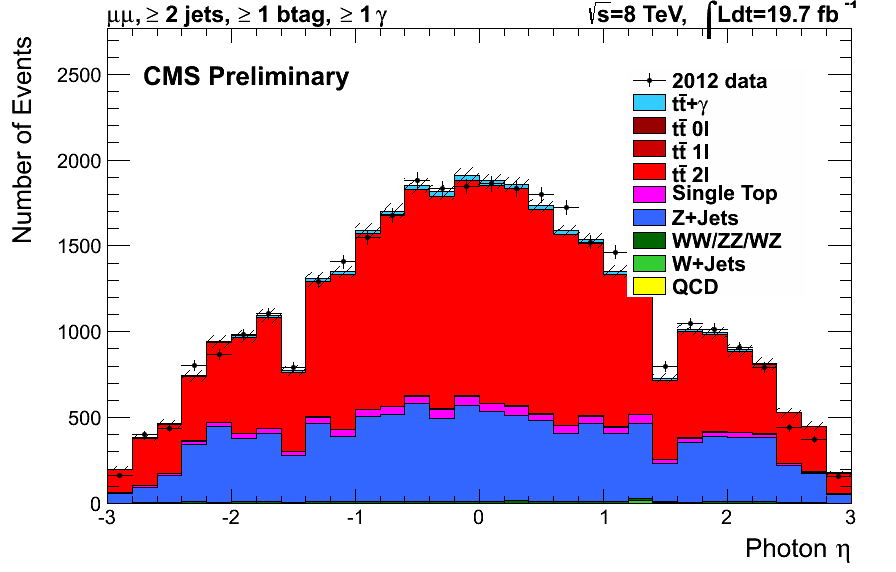 μμ, ≥ 2 jets, ≥ 1 btag, ≥ 1 γ √s=8 TeV, ∫Ldt=19.7 fb⁻¹
CMS Preliminary
2012 data
tt̄+γ
tt̄ 0l
tt̄ 1l
tt̄ 2l
Single Top
Z+Jets
WW/ZZ/WZ
W+Jets
QCD
Number of Events
2500
2000
1500
1000
500
0
-3 -2 -1 0 1 2 3
Photon η